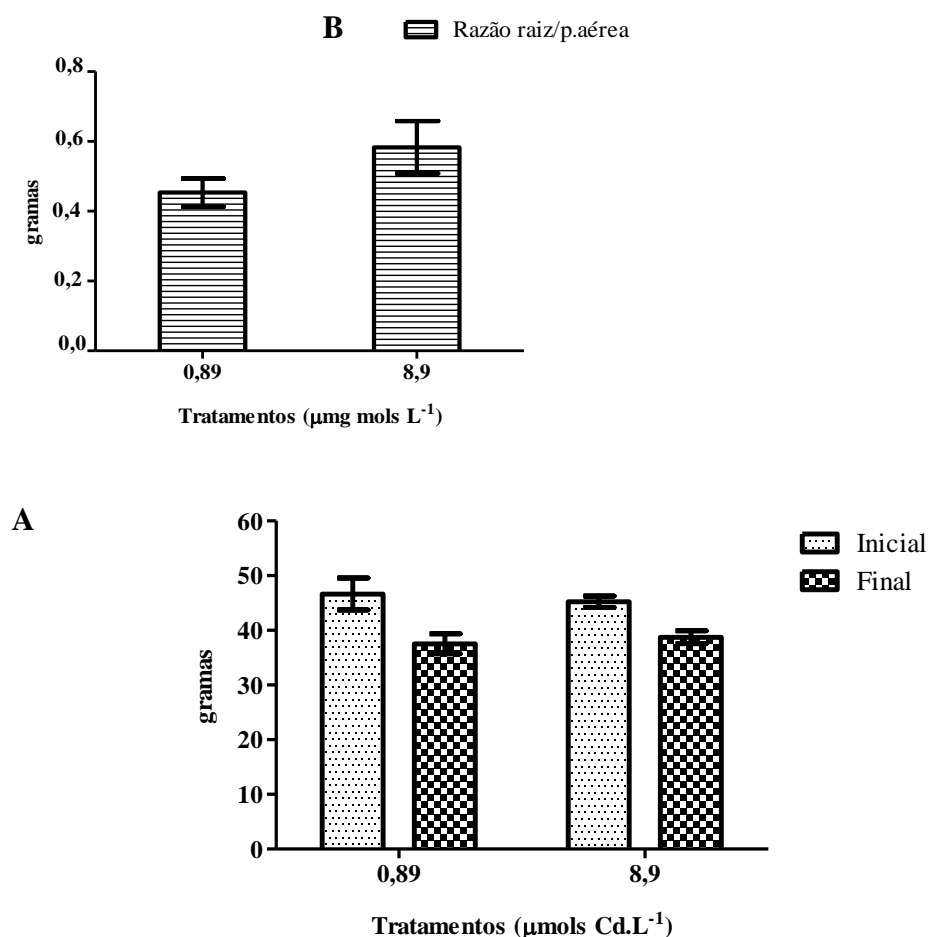 B
Razão raiz/p.aérea
0,8
0,6
0,4
0,2
0,0
gramas
0,89 8,9
Tratamentos (µmg mols L⁻¹)
A
60
50
40
30
20
10
0
gramas
Inicial
Final
0,89 8,9
Tratamentos (µmols Cd.L⁻¹)